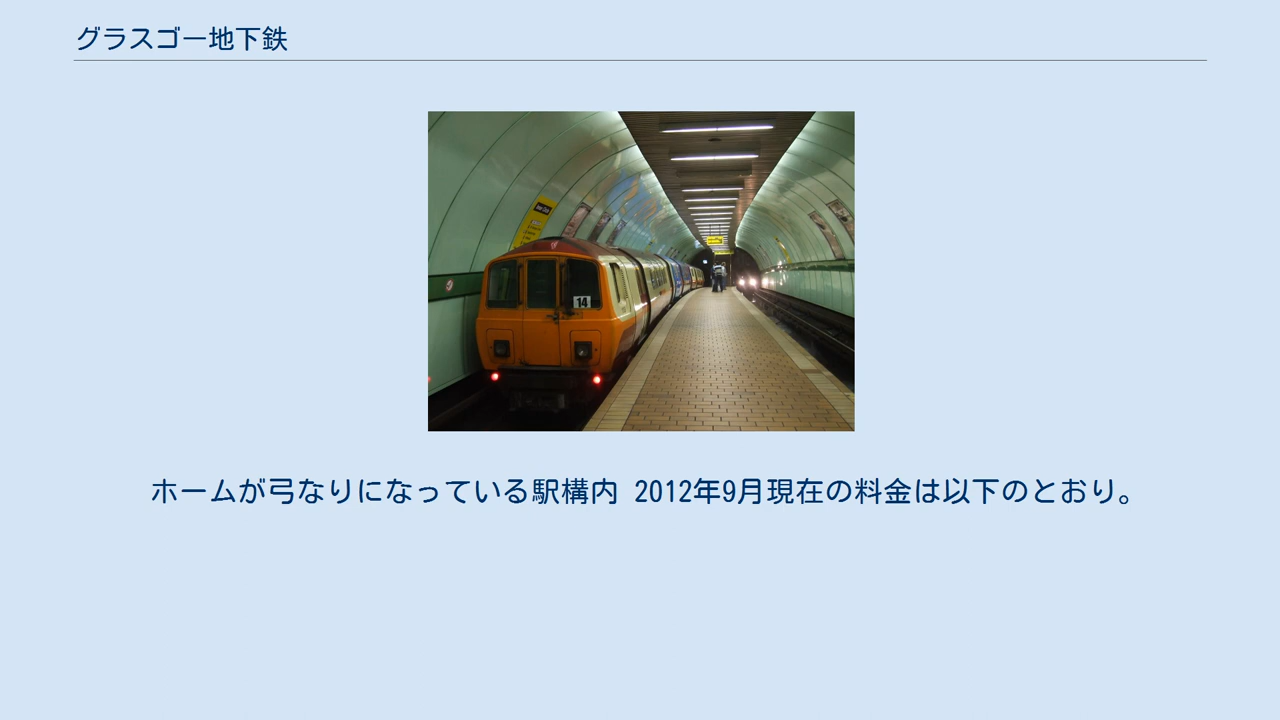 グラスゴー地下鉄
14
ホームが弓なりになっている駅構内 2012年9月現在の料金は以下のとおり。